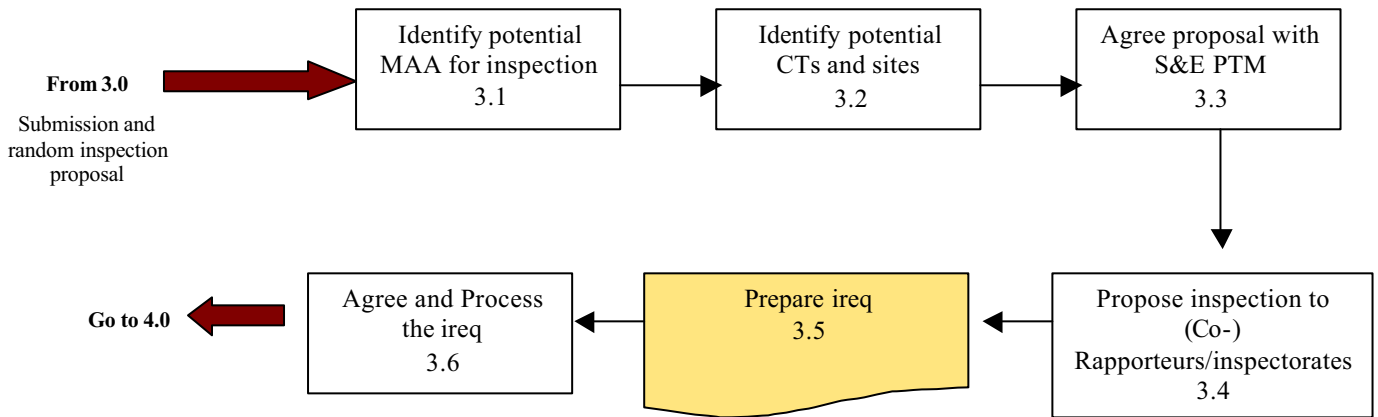 From 3.0
Submission and
random inspection
proposal
Identify potential
MAA for inspection
3.1
Identify potential
CTs and sites
3.2
Agree proposal with
S&E PTM
3.3
Propose inspection to
(Co-)
Rapporteurs/inspectorates
3.4
Prepare ireq
3.5
Agree and Process
the ireq
3.6
Go to 4.0